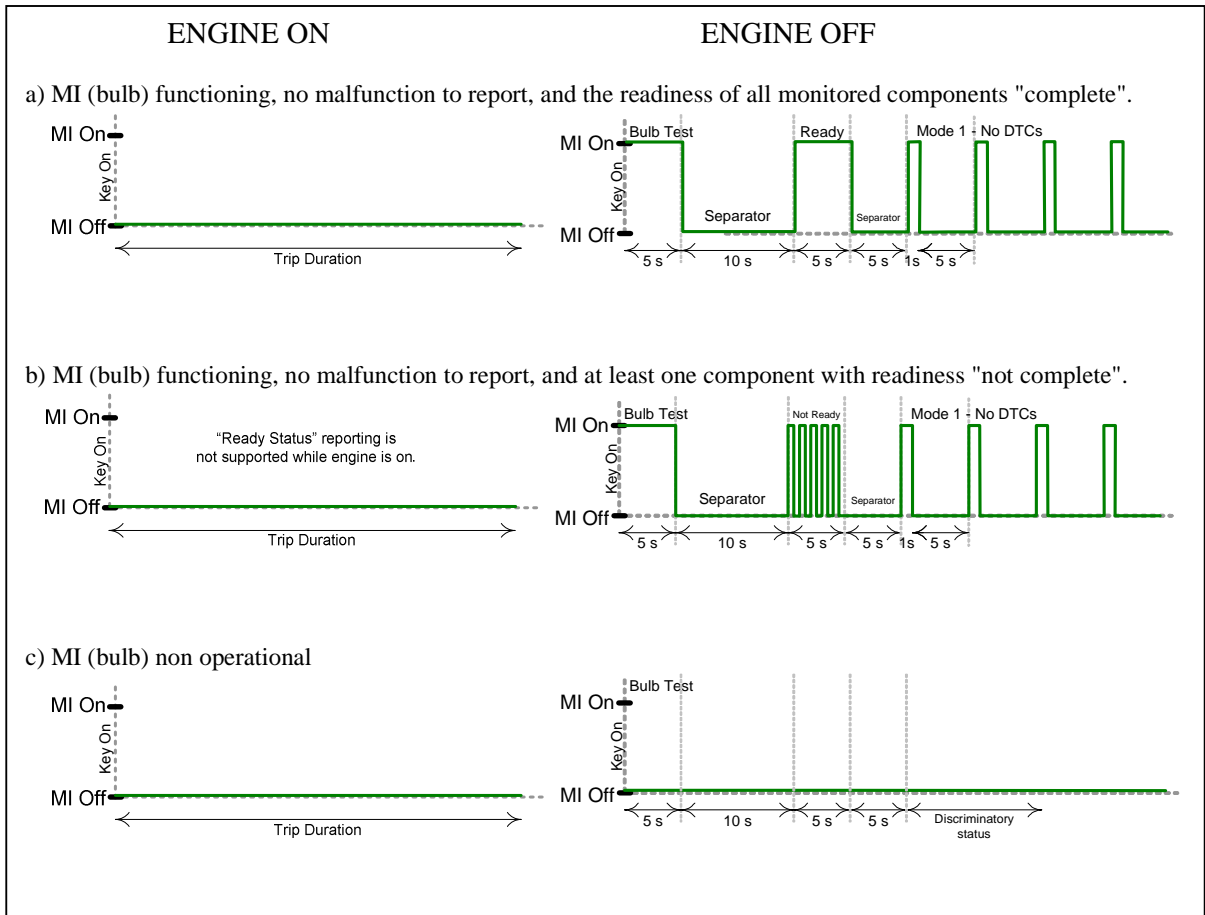 ENGINE ON
ENGINE OFF
a) MI (bulb) functioning, no malfunction to report, and the readiness of all monitored components "complete".
MI On
Key On
MI Off
Trip Duration
MI On
Key On
MI Off
Bulb Test
Ready
Mode 1 - No DTCs
Separator
Separator
5 s
10 s
5 s
5 s
1s
5 s
b) MI (bulb) functioning, no malfunction to report, and at least one component with readiness "not complete".
MI On
Key On
“Ready Status” reporting is
not supported while engine is on.
MI Off
Trip Duration
MI On
Key On
MI Off
Bulb Test
Not Ready
Mode 1 - No DTCs
Separator
Separator
5 s
10 s
5 s
5 s
1s
5 s
c) MI (bulb) non operational
MI On
Key On
MI Off
Trip Duration
Bulb Test
MI On
Key On
MI Off
5 s
10 s
5 s
5 s
Discriminatory
status